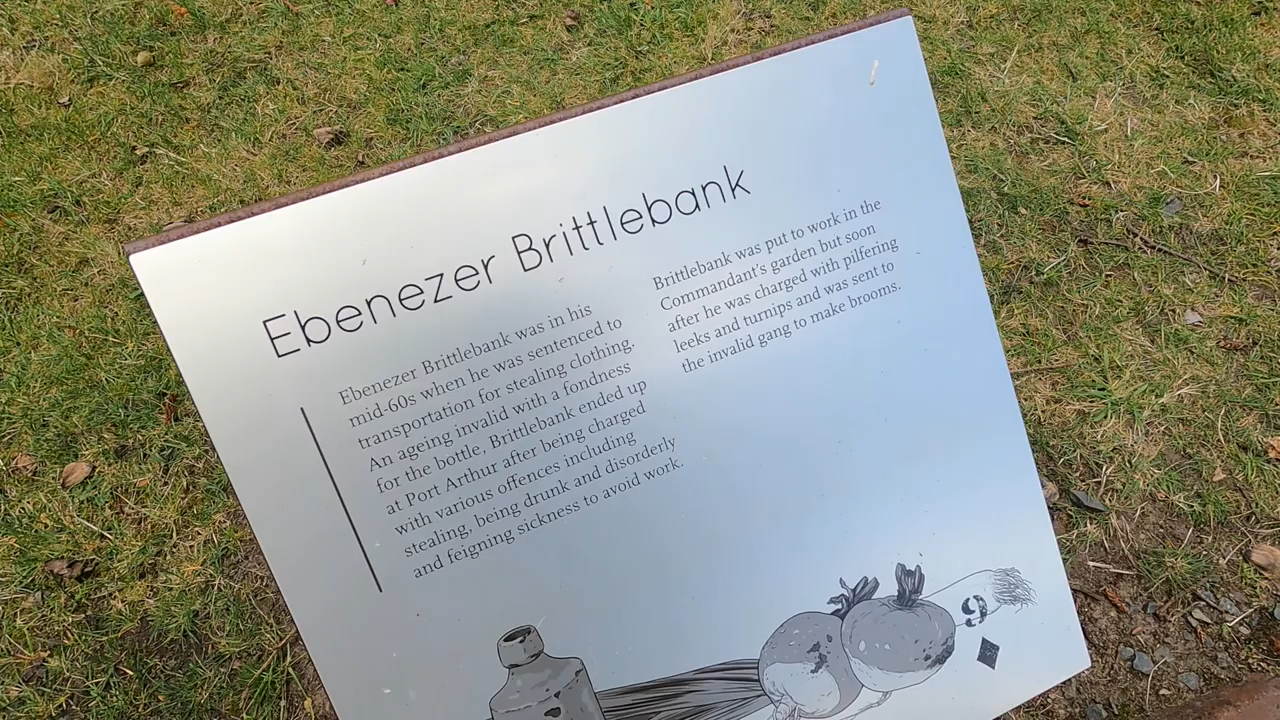 Ebenezer Brittlebank
Ebenezer Brittlebank was in his
mid-60s when he was sentenced to
transportation for stealing clothing.
An ageing invalid with a fondness
for the bottle, Brittlebank ended up
at Port Arthur after being charged
with various offences including
stealing, being drunk and disorderly
and feigning sickness to avoid work.
Brittlebank was put to work in the
Commandant's garden but soon
after he was charged with pilfering
leeks and turnips and was sent to
the invalid gang to make brooms.
9